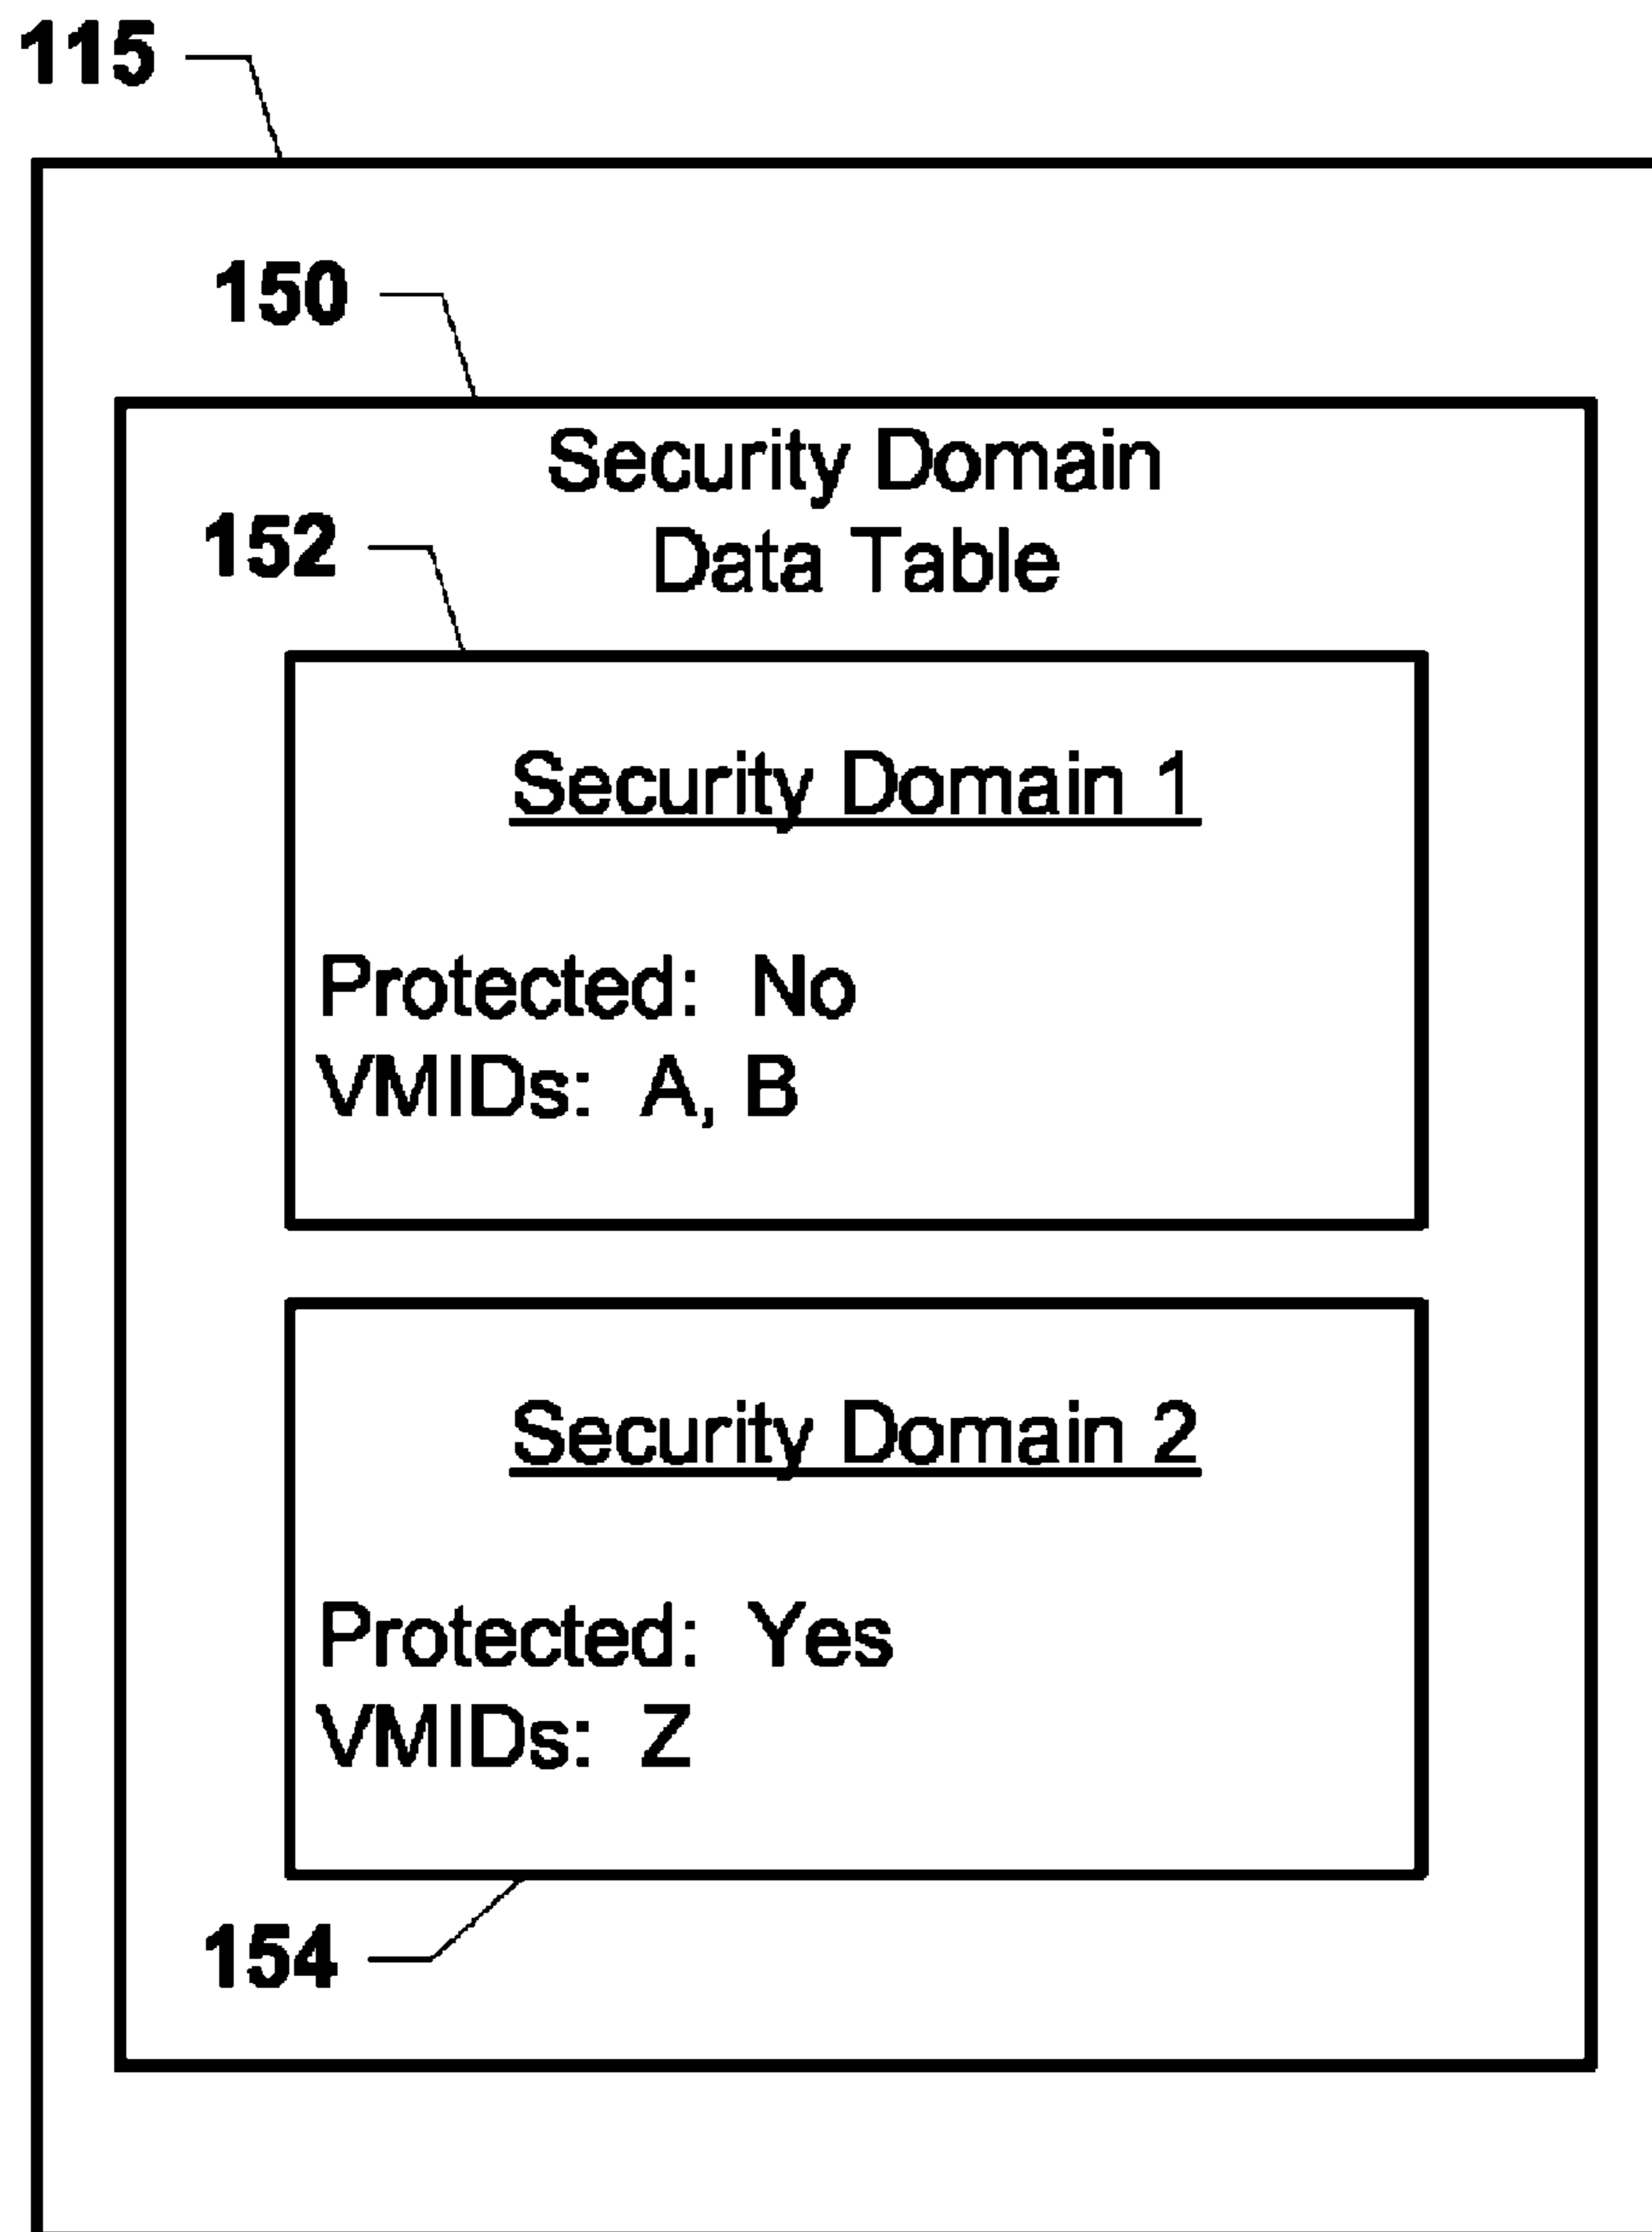 115
150
Security Domain
Data Table
152
Security Domain 1
Protected: No
VMIDs: A, B
Security Domain 2
Protected: Yes
VMIDs: Z
154